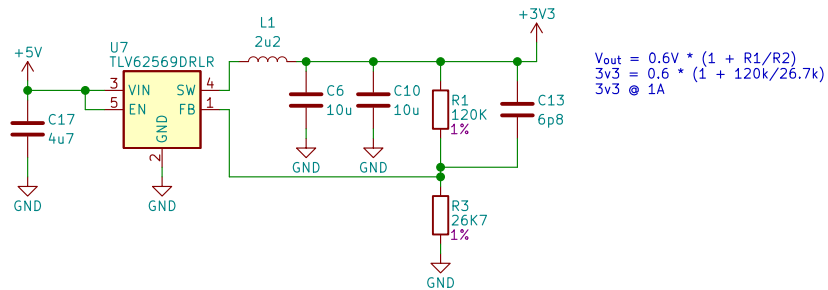 +3V3
L1
2u2
+5V
U7
TLV62569DRLR
3 VIN SW 4
5 EN FB 1
GND
2
C17
4u7
GND
GND
C6
10u
GND
C10
10u
GND
R1
120K
1%
C13
6p8
R3
26K7
1%
GND
Vout = 0.6V * (1 + R1/R2)
3v3 = 0.6 * (1 + 120k/26.7k)
3v3 @ 1A